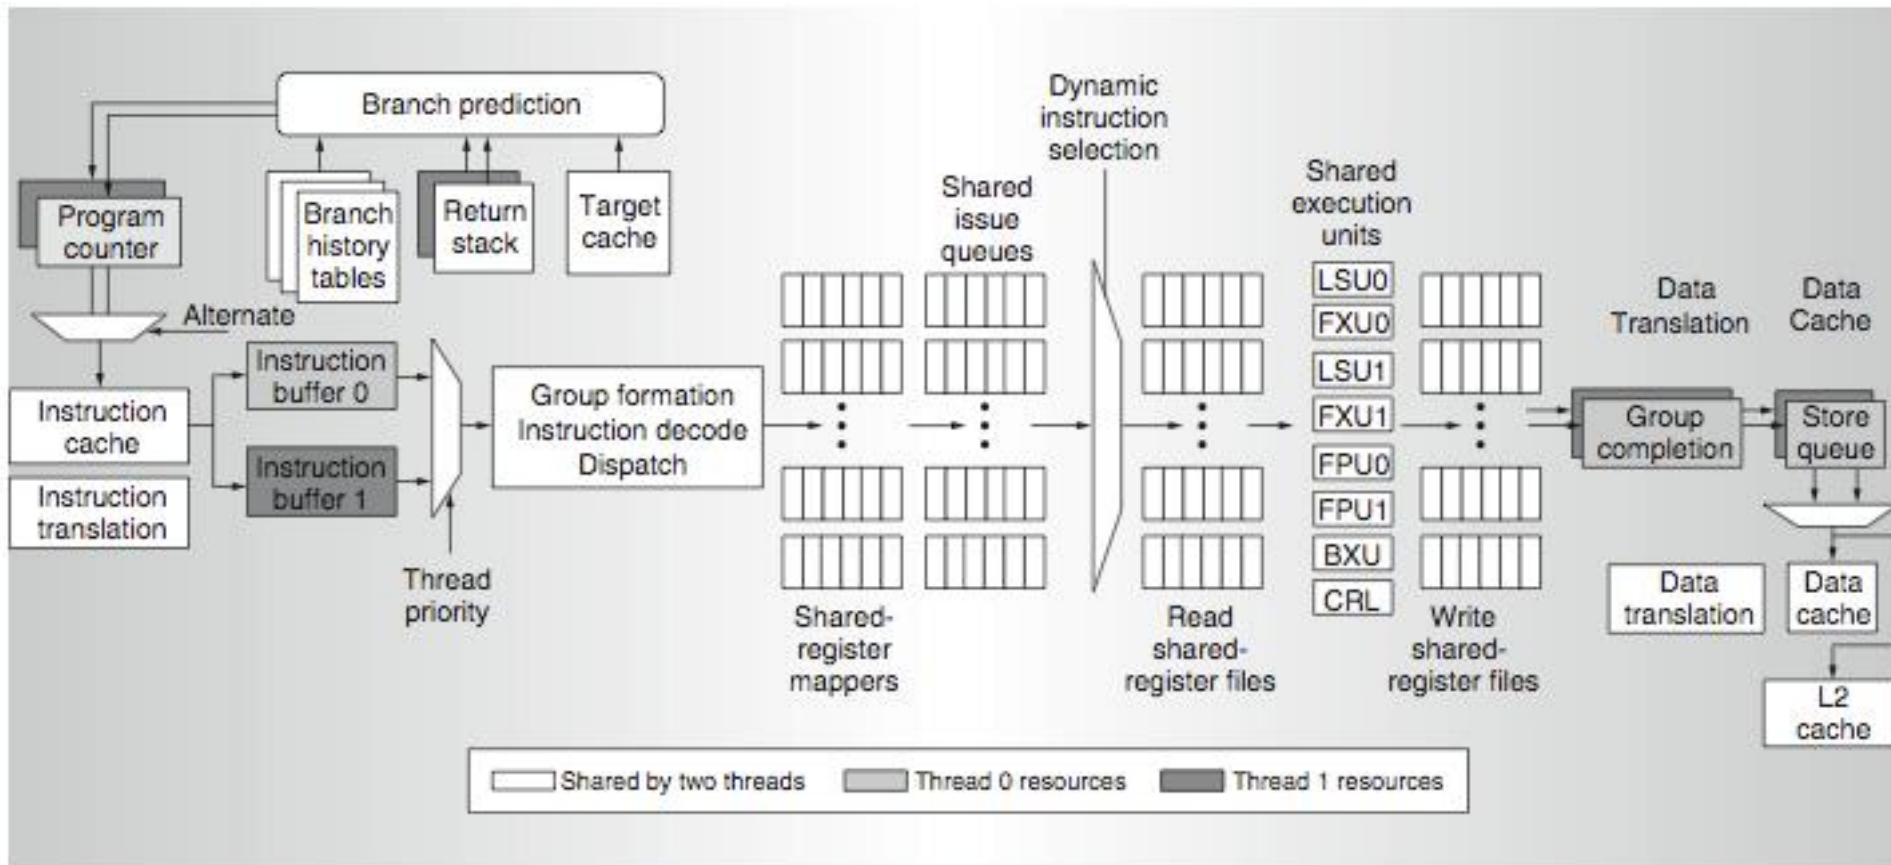 Branch prediction
Program
counter
Branch
history
tables
Return
stack
Target
cache
Alternate
Instruction
cache
Instruction
translation
Instruction
buffer 0
Instruction
buffer 1
Thread
priority
Group formation
Instruction decode
Dispatch
Shared-
register
mappers
Shared
issue
queues
Dynamic
instruction
selection
Read
shared-
register files
Shared
execution
units
LSU0
FXU0
LSU1
FXU1
FPU0
FPU1
BXU
CRL
Write
shared-
register files
Data
Translation
Data
Cache
Group
completion
Store
queue
Data
translation
Data
cache
L2
cache
Shared by two threads
Thread 0 resources
Thread 1 resources